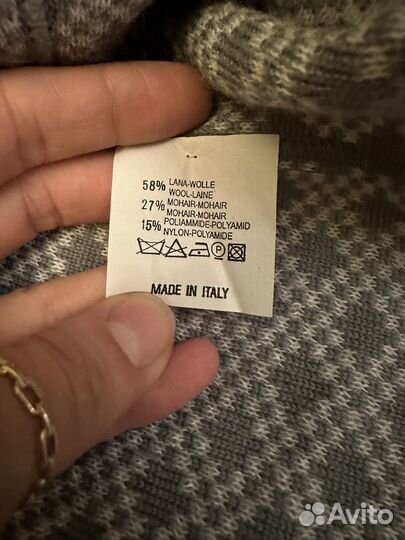 58% LANA-WOLLE
WOOL-LAINE
27% MOHAIR-MOHAIR
MOHAIR-MOHAIR
15% POLIAMMIDE-POLYAMID
NYLON-POLYAMIDE
P
MADE IN ITALY
Avito